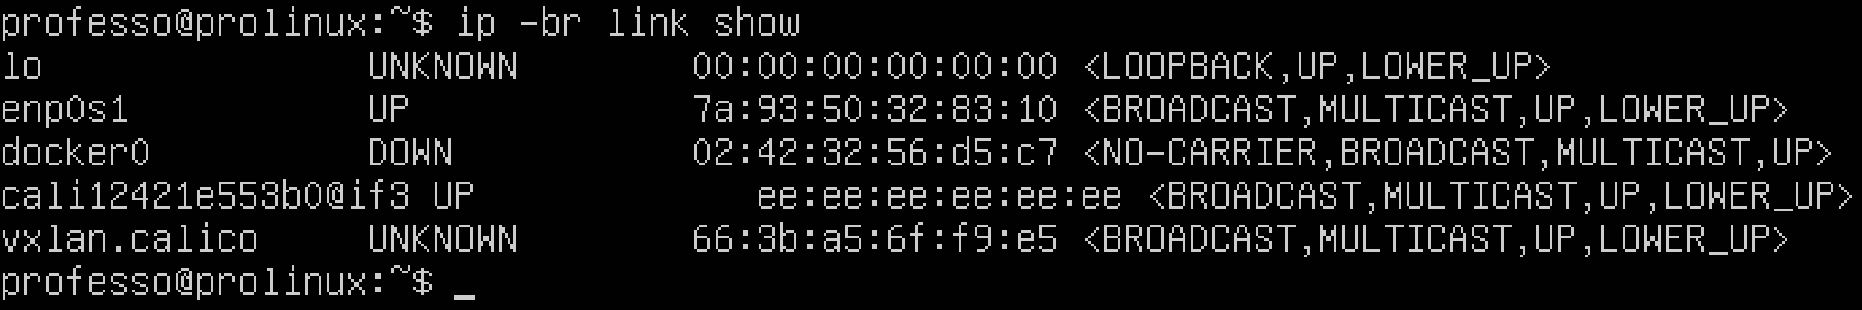 professo@prolinux:~$ ip -br link show
lo               UNKNOWN        00:00:00:00:00:00 <LOOPBACK,UP,LOWER_UP>
enp0s1           UP             7a:93:50:32:83:10 <BROADCAST,MULTICAST,UP,LOWER_UP>
docker0          DOWN           02:42:32:56:d5:c7 <NO-CARRIER,BROADCAST,MULTICAST,UP>
cali12421e553b0@if3 UP             ee:ee:ee:ee:ee:ee <BROADCAST,MULTICAST,UP,LOWER_UP>
vxlan.calico     UNKNOWN        66:3b:a5:6f:f9:e5 <BROADCAST,MULTICAST,UP,LOWER_UP>
professo@prolinux:~$ _